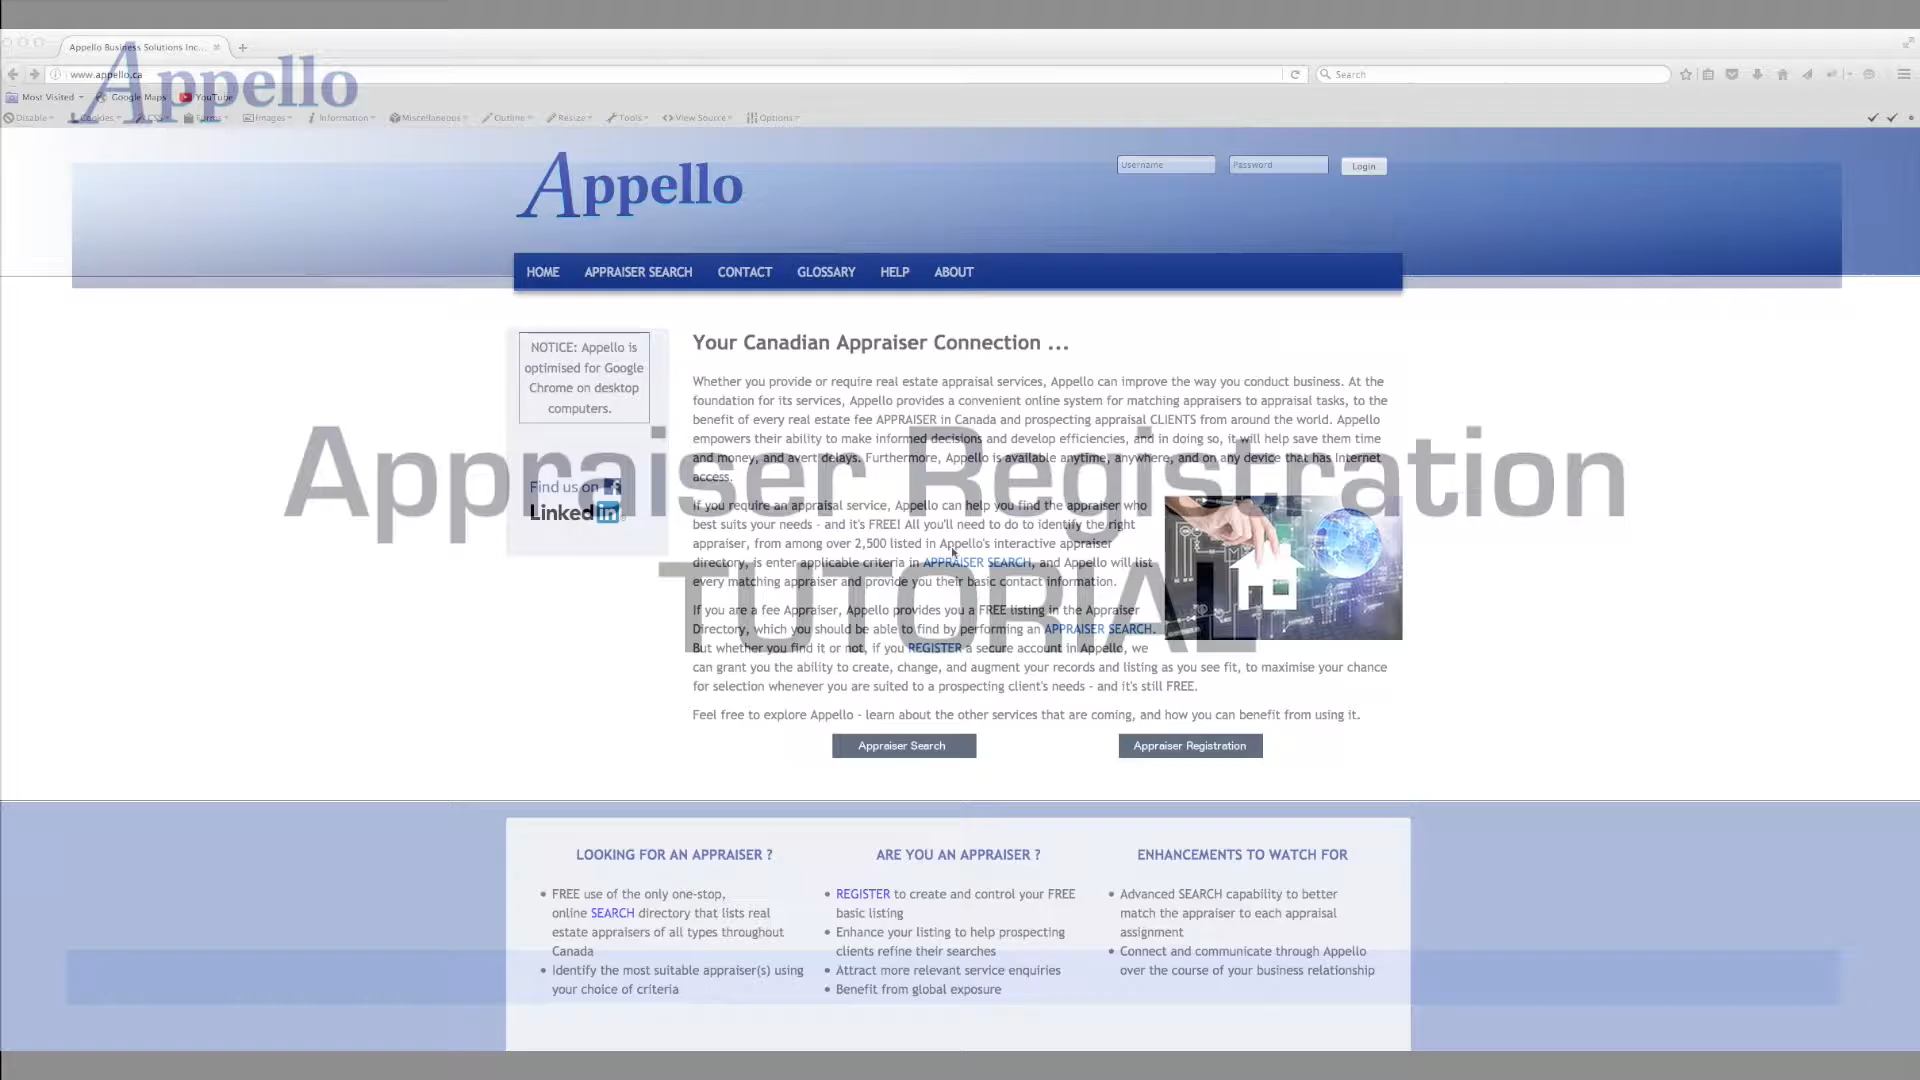 Appello Business Solutions Inc...
www.appello.ca
Search
Most Visited
Google Maps
YouTube
Appello
Disable
Cookies
CSS
Forms
Images
Information
Miscellaneous
Outline
Resize
Tools
View Source
Options
Appello
Username
Password
Login
HOME
APPRAISER SEARCH
CONTACT
GLOSSARY
HELP
ABOUT
NOTICE: Appello is
optimised for Google
Chrome on desktop
computers.
Find us on
Linked in
Your Canadian Appraiser Connection ...
Whether you provide or require real estate appraisal services, Appello can improve the way you conduct business. At the
foundation for its services, Appello provides a convenient online system for matching appraisers to appraisal tasks, to the
benefit of every real estate fee APPRAISER in Canada and prospecting appraisal CLIENTS from around the world. Appello
empowers their ability to make informed decisions and develop efficiencies, and in doing so, it will help save them time
and money, and avert delays. Furthermore, Appello is available anytime, anywhere, and on any device that has Internet
access.
If you require an appraisal service, Appello can help you find the appraiser who
best suits your needs - and it's FREE! All you'll need to do to identify the right
appraiser, from among over 2,500 listed in Appello's interactive appraiser
directory, is enter applicable criteria in APPRAISER SEARCH, and Appello will list
every matching appraiser and provide you their basic contact information.
If you are a fee Appraiser, Appello provides you a FREE listing in the Appraiser
Directory, which you should be able to find by performing an APPRAISER SEARCH.
But whether you find it or not, if you REGISTER a secure account in Appello, we
can grant you the ability to create, change, and augment your records and listing as you see fit, to maximise your chance
for selection whenever you are suited to a prospecting client's needs - and it's still FREE.
Feel free to explore Appello - learn about the other services that are coming, and how you can benefit from using it.
Appraiser Search
Appraiser Registration
Appraiser Registration
TUTORIAL
LOOKING FOR AN APPRAISER ?
FREE use of the only one-stop,
online SEARCH directory that lists real
estate appraisers of all types throughout
Canada
Identify the most suitable appraiser(s) using
your choice of criteria
ARE YOU AN APPRAISER ?
REGISTER to create and control your FREE
basic listing
Enhance your listing to help prospecting
clients refine their searches
Attract more relevant service enquiries
Benefit from global exposure
ENHANCEMENTS TO WATCH FOR
Advanced SEARCH capability to better
match the appraiser to each appraisal
assignment
Connect and communicate through Appello
over the course of your business relationship